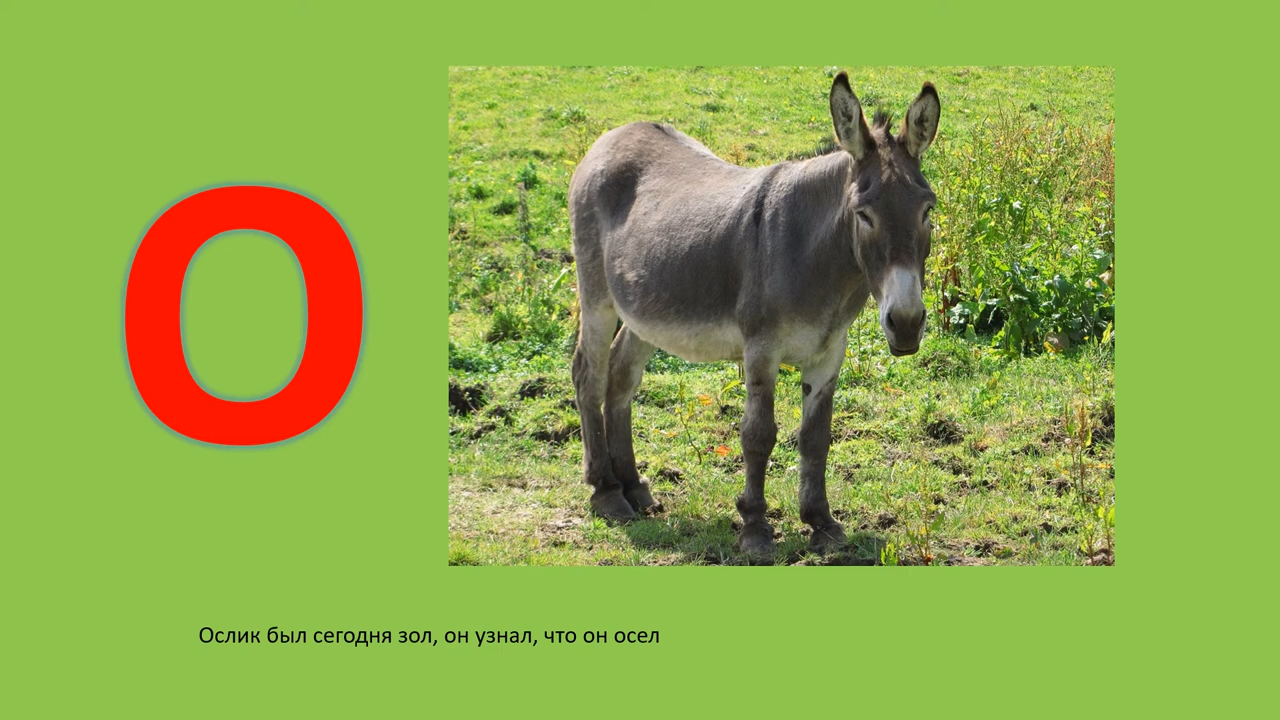 О
Ослик был сегодня зол, он узнал, что он осел